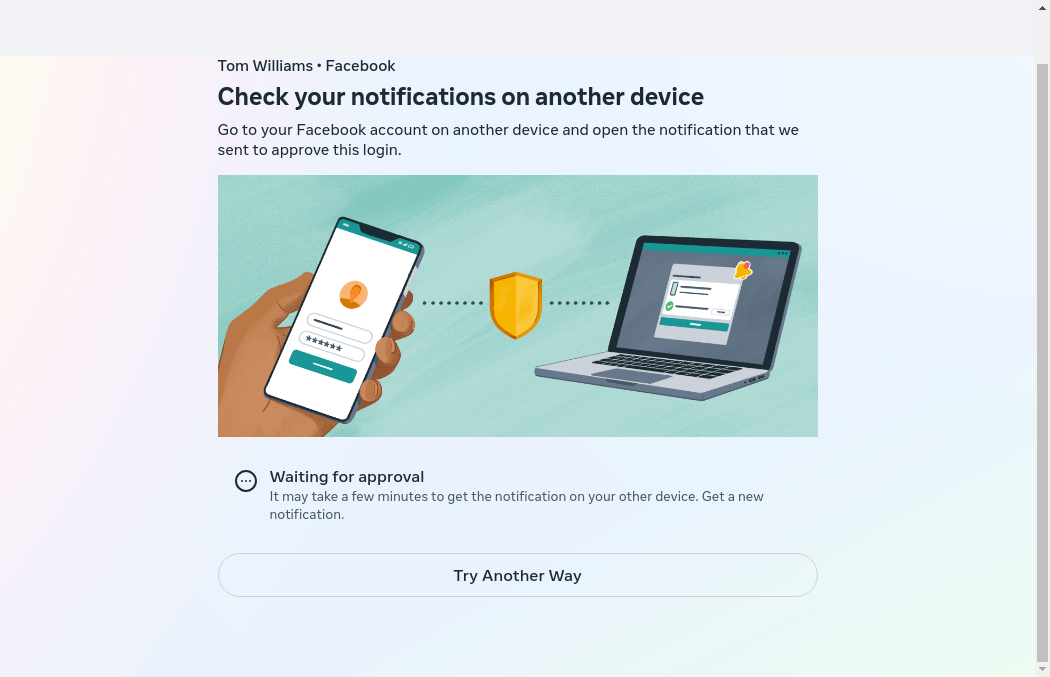 Tom Williams • Facebook
Check your notifications on another device
Go to your Facebook account on another device and open the notification that we
sent to approve this login.
******
Waiting for approval
It may take a few minutes to get the notification on your other device. Get a new
notification.
Try Another Way